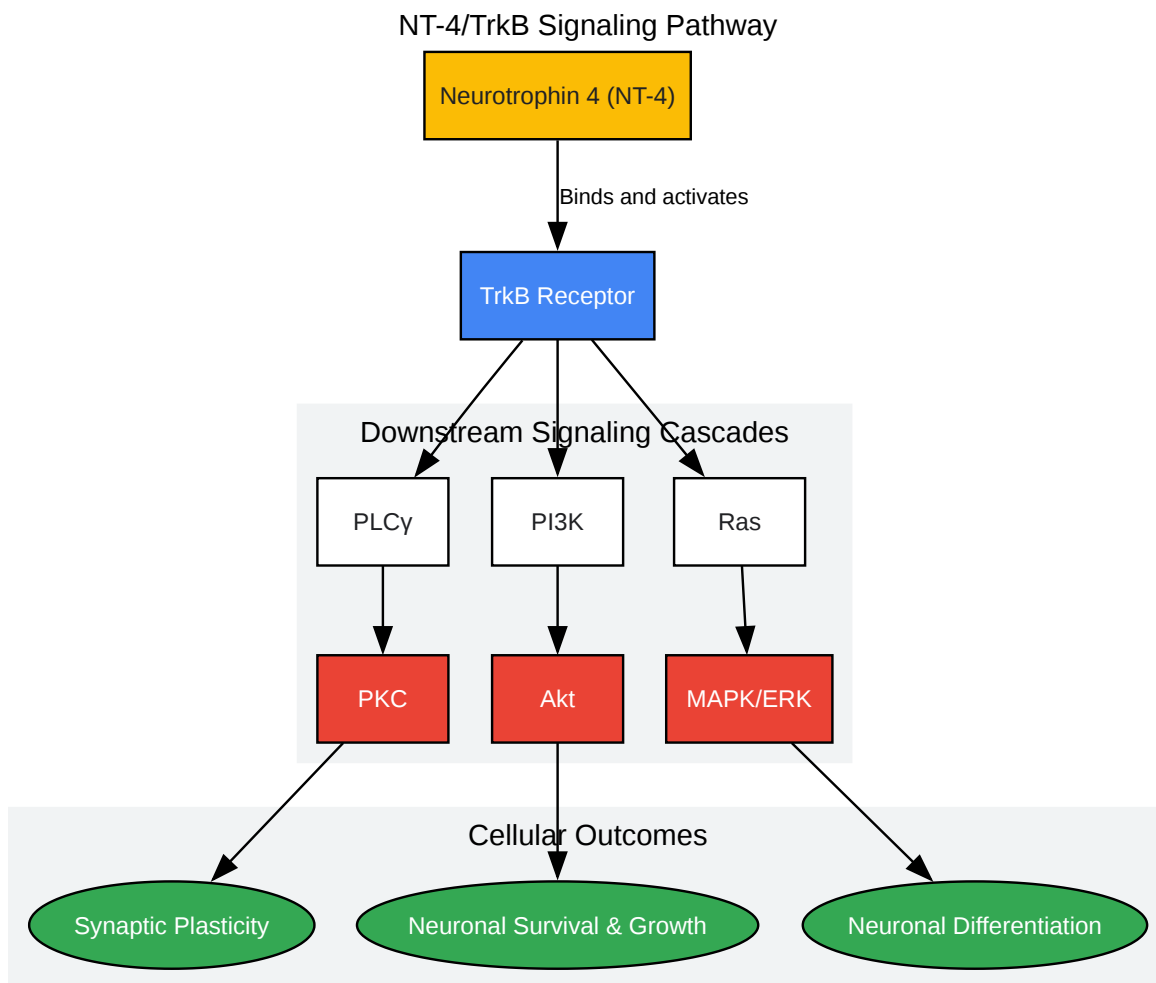 NT-4/TrkB Signaling Pathway
Neurotrophin 4 (NT-4)
Binds and activates
TrkB Receptor
Downstream Signaling Cascades
PLCγ
PI3K
Ras
PKC
Akt
MAPK/ERK
Cellular Outcomes
Synaptic Plasticity
Neuronal Survival & Growth
Neuronal Differentiation